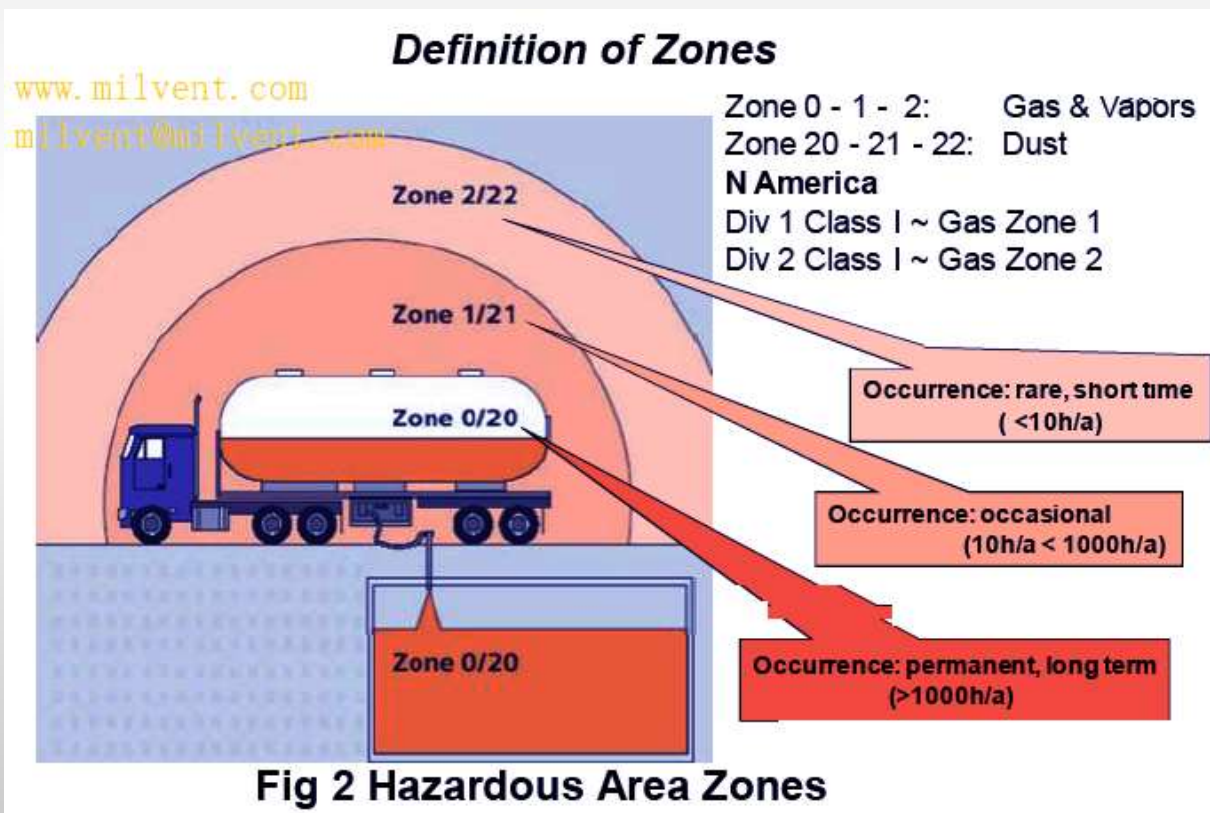 Definition of Zones
www.milvent.com
milvent@milvent.com
Zone 0 - 1 - 2: Gas & Vapors
Zone 20 - 21 - 22: Dust
N America
Div 1 Class I ~ Gas Zone 1
Div 2 Class I ~ Gas Zone 2
Zone 2/22
Zone 1/21
Zone 0/20
Zone 0/20
Occurrence: rare, short time
( <10h/a)
Occurrence: occasional
(10h/a < 1000h/a)
Occurrence: permanent, long term
(>1000h/a)
Fig 2 Hazardous Area Zones